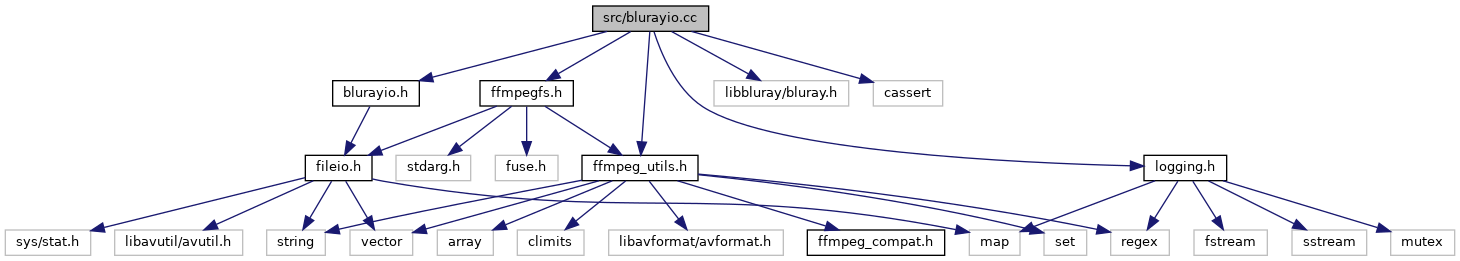 src/blurayio.cc
blurayio.h
ffmpegfs.h
libbluray/bluray.h
cassert
fileio.h
stdarg.h
fuse.h
ffmpeg_utils.h
logging.h
sys/stat.h
libavutil/avutil.h
string
vector
array
climits
libavformat/avformat.h
ffmpeg_compat.h
map
set
regex
fstream
sstream
mutex